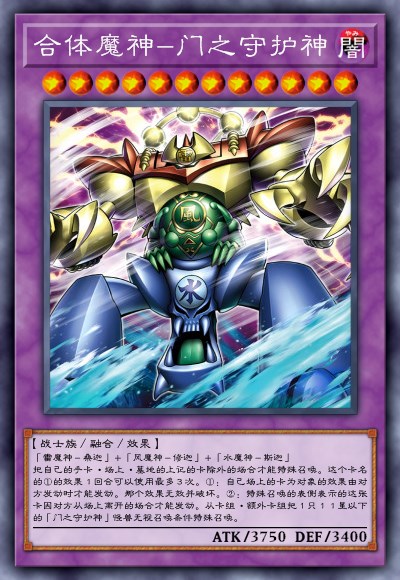 合体魔神－门之守护神
闇
やみ
風
水
【战士族／融合／效果】
「雷魔神－桑迦」＋「风魔神－修迦」＋「水魔神－斯迦」
把自己的手卡·场上·墓地的上记的卡除外的场合才能特殊召唤。这个卡名
的①的效果１回合可以使用最多３次。①：自己场上的卡为对象的效果由对
方发动时才能发动。那个效果无效并破坏。②：特殊召唤的表侧表示的这张
卡因对方从场上离开的场合才能发动。从卡组·额外卡组把１只１１星以下
的「门之守护神」怪兽无视召唤条件特殊召唤。
ATK/3750 DEF/3400